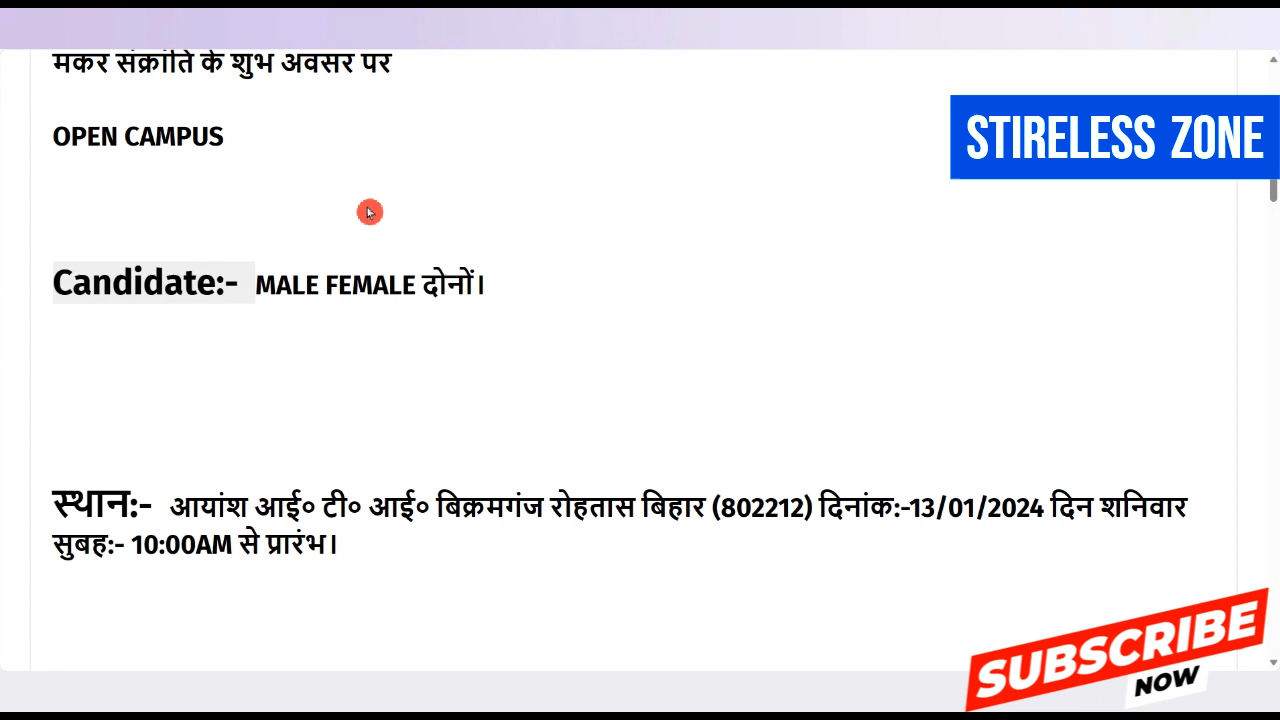 मकर संक्रांति के शुभ अवसर पर
OPEN CAMPUS
STIRELESS ZONE
Candidate:- MALE FEMALE दोनों।
स्थान:- आयांश आई० टी० आई० बिक्रमगंज रोहतास बिहार (802212) दिनांक:-13/01/2024 दिन शनिवार
सुबह:- 10:00AM से प्रारंभ।
SUBSCRIBE
NOW